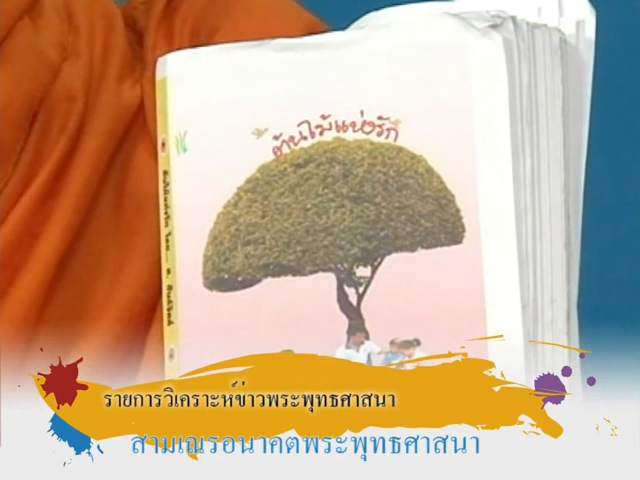 ต้นไม้แห่งรัก
รายการวิเคราะห์ข่าวพระพุทธศาสนา
สามเณรอนาคตพระพุทธศาสนา